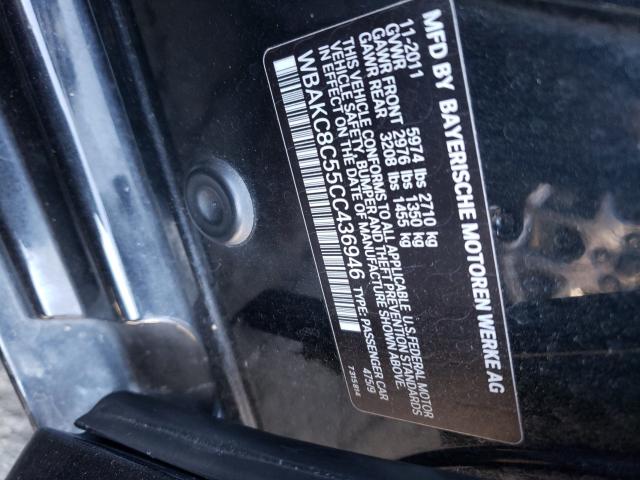 MFD BY BAYERISCHE MOTOREN WERKE AG
11-2011
GVWR 5974 lbs 2710 kg
GAWR FRONT 2976 lbs 1350 kg
GAWR REAR 3208 lbs 1455 kg
THIS VEHICLE CONFORMS TO ALL APPLICABLE U.S. FEDERAL MOTOR
VEHICLE SAFETY, BUMPER AND THEFT PREVENTION STANDARDS
IN EFFECT ON THE DATE OF MANUFACTURE SHOWN ABOVE.
WBAKC8C55CC436946 TYPE: PASSENGER CAR
475/9
7315 814